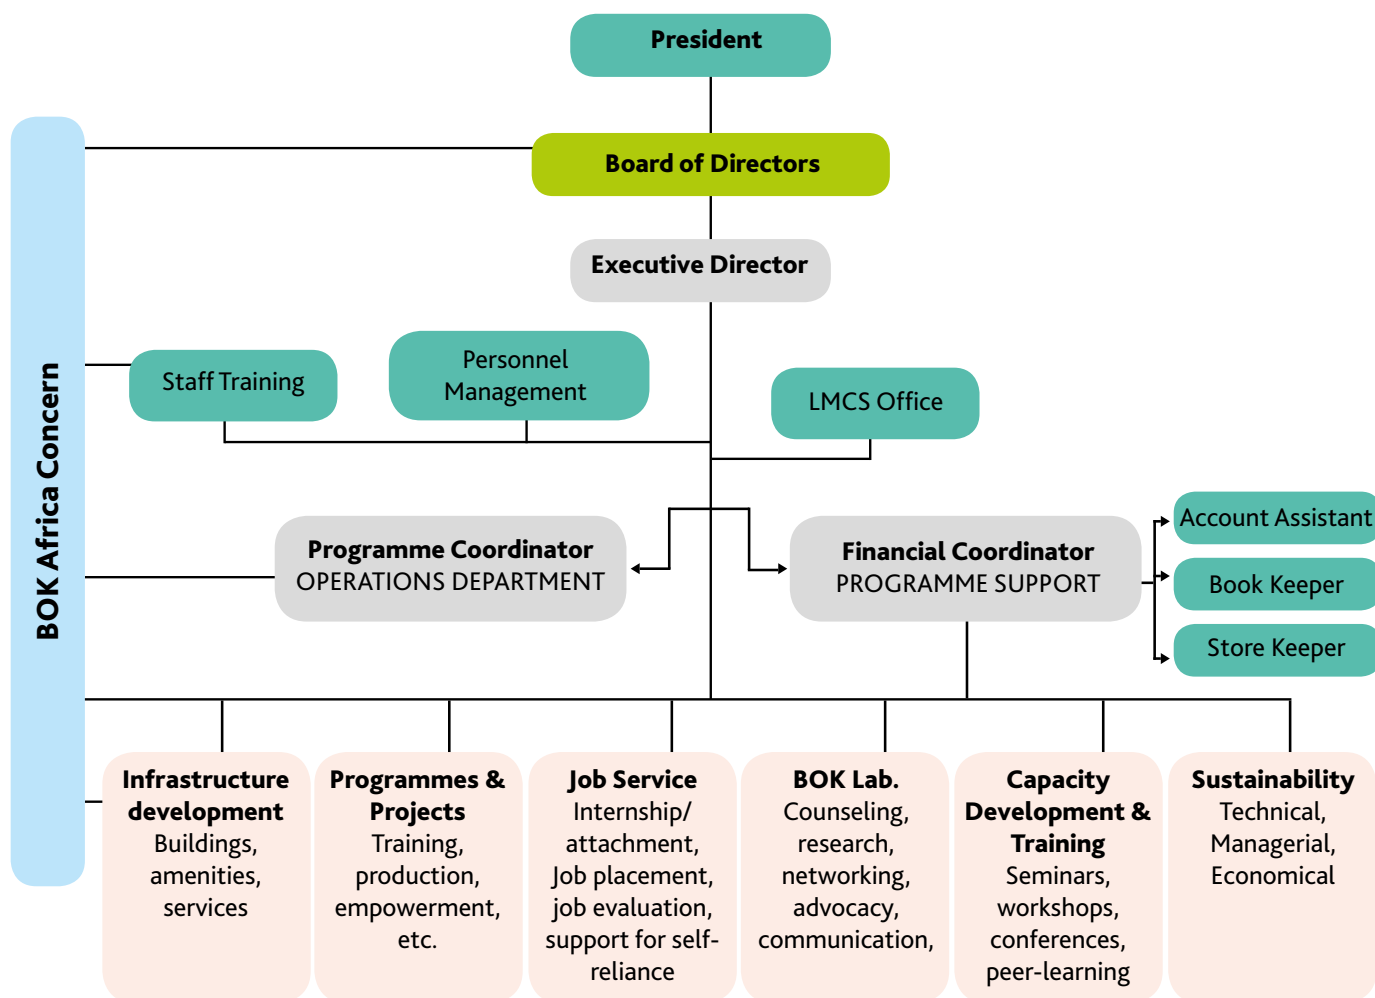 President
Board of Directors
Executive Director
BOK Africa Concern
Staff Training
Personnel
Management
LMCS Office
Programme Coordinator
OPERATIONS DEPARTMENT
Financial Coordinator
PROGRAMME SUPPORT
Account Assistant
Book Keeper
Store Keeper
Infrastructure
development
Buildings,
amenities,
services
Programmes &
Projects
Training,
production,
empowerment,
etc.
Job Service
Internship/
attachment,
Job placement,
job evaluation,
support for self-
reliance
BOK Lab.
Counseling,
research,
networking,
advocacy,
communication,
Capacity
Development &
Training
Seminars,
workshops,
conferences,
peer-learning
Sustainability
Technical,
Managerial,
Economical